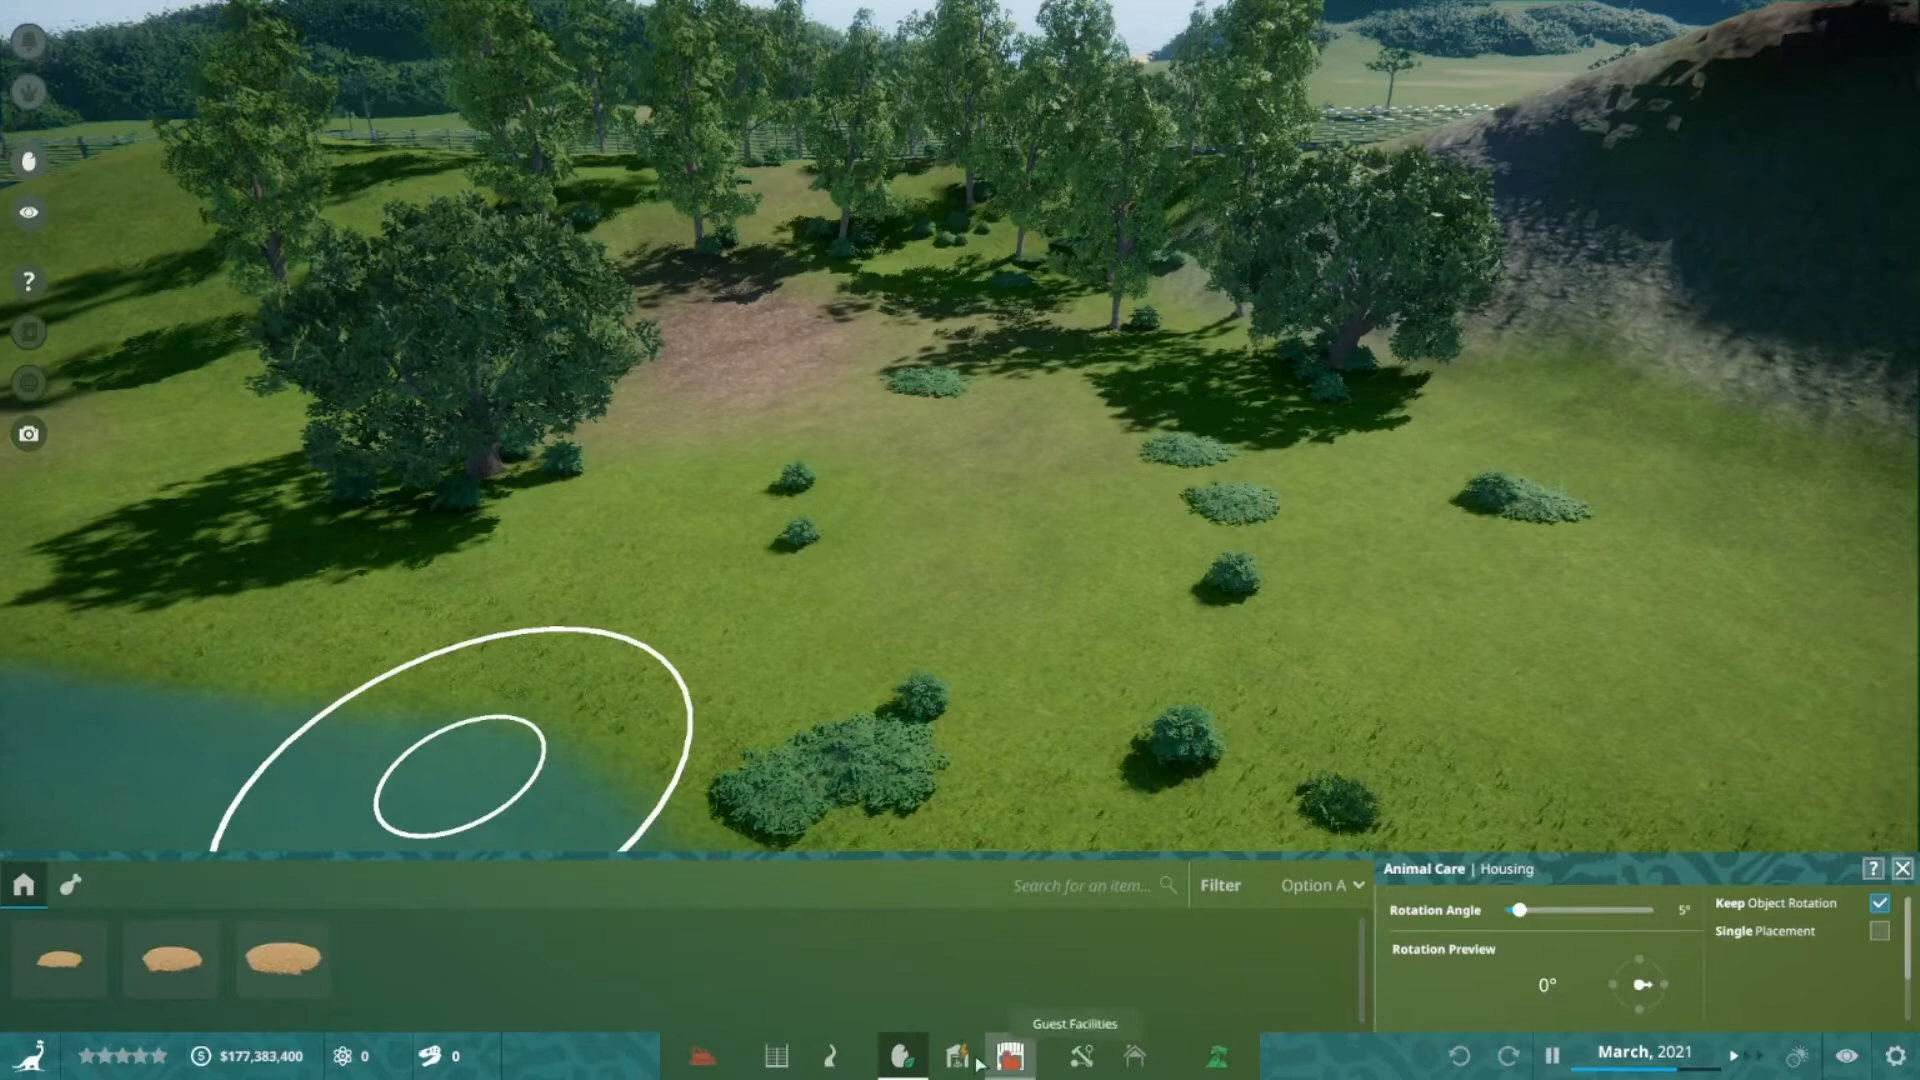 ?
Search for an item...
Filter
Option A
Animal Care | Housing
?
Rotation Angle
5°
Keep Object Rotation
Single Placement
Rotation Preview
0°
Guest Facilities
$177,383,400
0
0
March, 2021